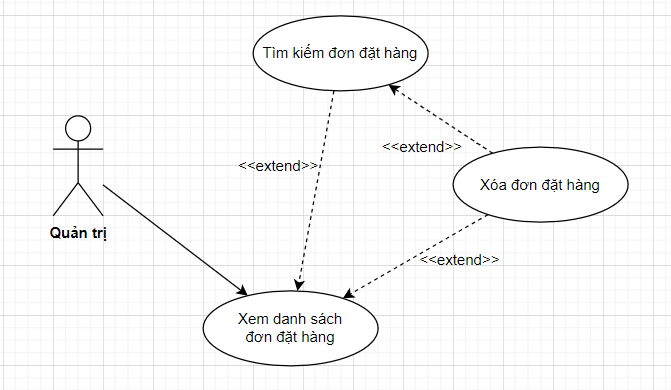 Tìm kiếm đơn đặt hàng
<<extend>>
<<extend>>
Xóa đơn đặt hàng
Quản trị
<<extend>>
Xem danh sách
đơn đặt hàng